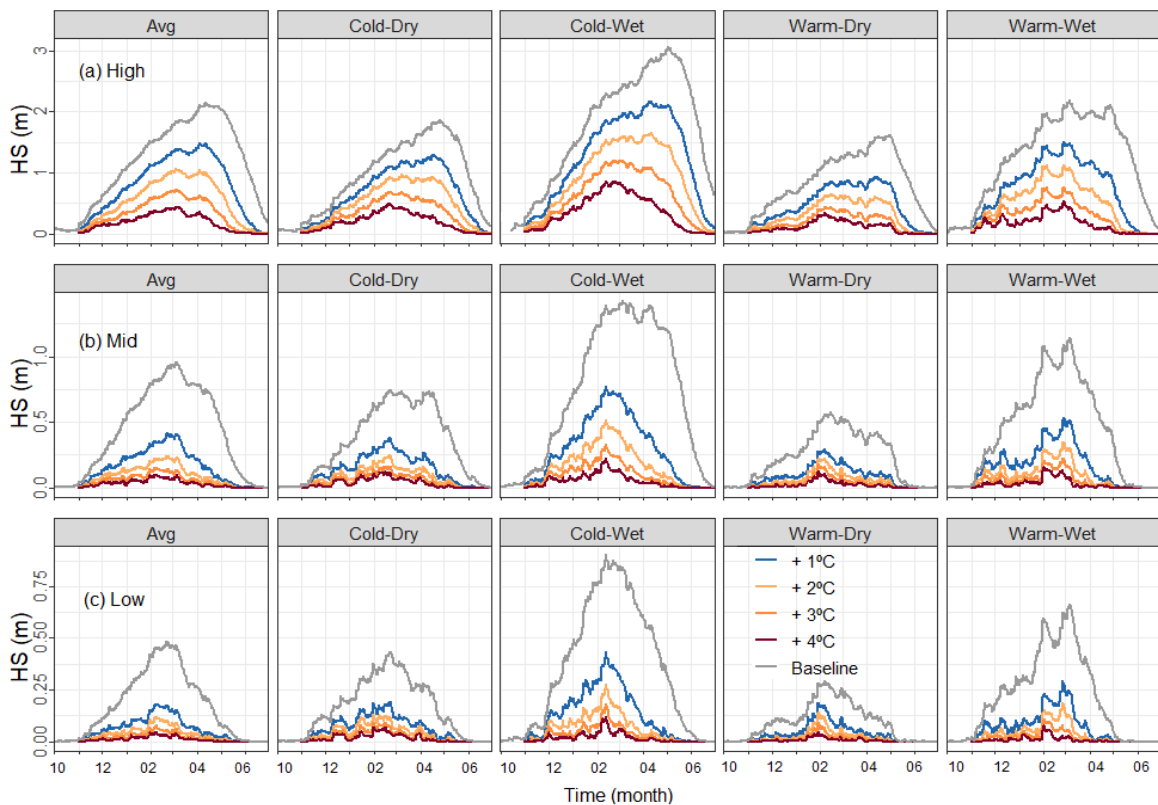 Avg Cold-Dry Cold-Wet Warm-Dry Warm-Wet
(a) High
HS (m)
3
2
1
0
Avg Cold-Dry Cold-Wet Warm-Dry Warm-Wet
(b) Mid
HS (m)
1.0
0.5
0.0
Avg Cold-Dry Cold-Wet Warm-Dry Warm-Wet
(c) Low
HS (m)
0.75
0.50
0.25
0.00
+ 1ºC
+ 2ºC
+ 3ºC
+ 4ºC
Baseline
10 12 02 04 06 10 12 02 04 06 10 12 02 04 06 10 12 02 04 06 10 12 02 04 06
Time (month)